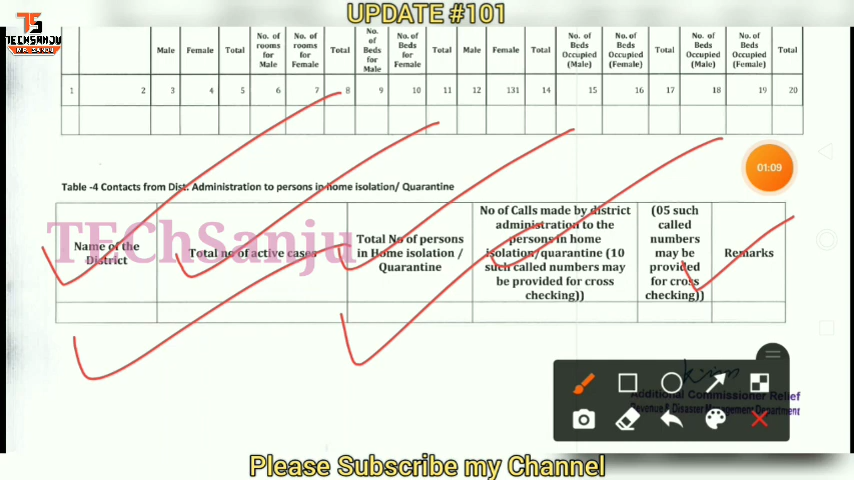 UPDATE #101
TS
TECHSANJU
MR. SANJU
Male Female Total No. of rooms for Male No. of rooms for Female Total No. of Beds for Male No. of Beds for Female Total Male Female Total No. of Beds Occupied (Male) No. of Beds Occupied (Female) Total No. of Beds Occupied (Male) No. of Beds Occupied (Female) Total
1 2 3 4 5 6 7 8 9 10 11 12 131 14 15 16 17 18 19 20
01:09
Table -4 Contacts from Dist. Administration to persons in home isolation/ Quarantine
TEChSanju
Name of the
District
Total no of active cases
Total No of persons
in Home isolation /
Quarantine
No of Calls made by district
administration to the
persons in home
isolation/quarantine (10
such called numbers may
be provided for cross
checking))
(05 such
called
numbers
may be
provided
for cross
checking))
Remarks
Additional Commissioner Relief
Revenue & Disaster Management Department
Please Subscribe my Channel